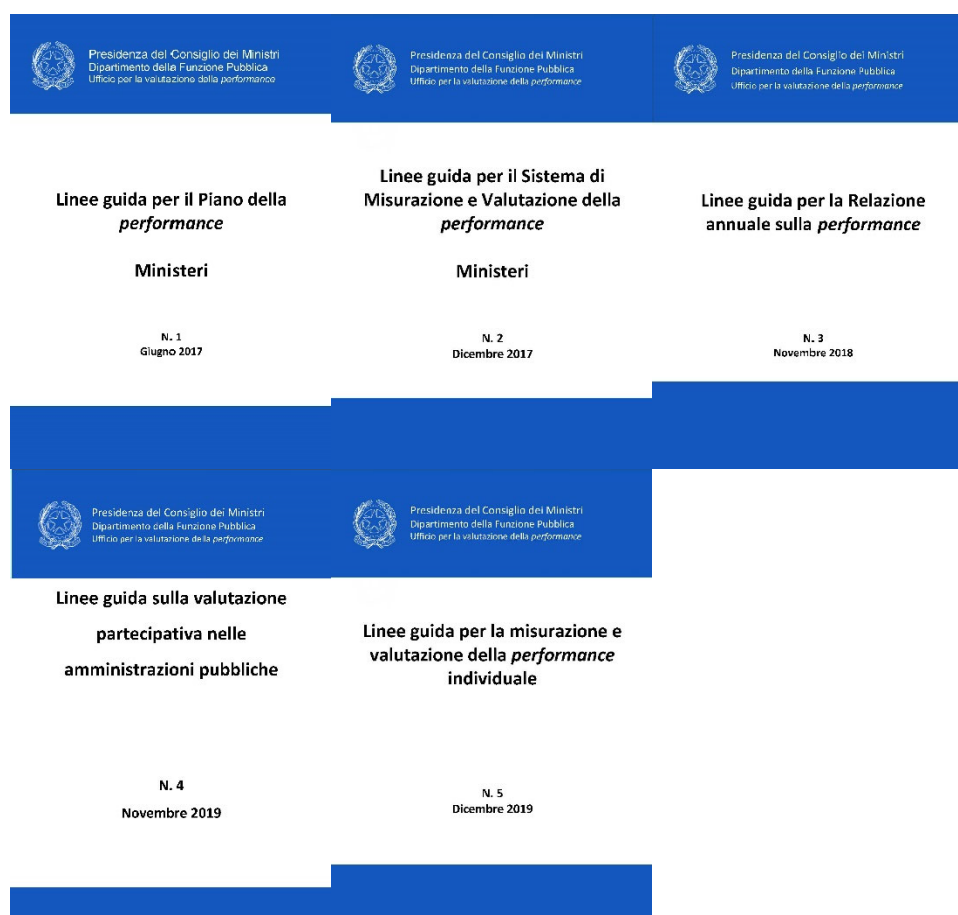 Presidenza del Consiglio dei Ministri
Dipartimento della Funzione Pubblica
Ufficio per la valutazione della performance
Linee guida per il Piano della
performance
Ministeri
N. 1
Giugno 2017
Presidenza del Consiglio dei Ministri
Dipartimento della Funzione Pubblica
Ufficio per la valutazione della performance
Linee guida per il Sistema di
Misurazione e Valutazione della
performance
Ministeri
N. 2
Dicembre 2017
Presidenza del Consiglio dei Ministri
Dipartimento della Funzione Pubblica
Ufficio per la valutazione della performance
Linee guida per la Relazione
annuale sulla performance
N. 3
Novembre 2018
Presidenza del Consiglio dei Ministri
Dipartimento della Funzione Pubblica
Ufficio per la valutazione della performance
Linee guida sulla valutazione
partecipativa nelle
amministrazioni pubbliche
N. 4
Novembre 2019
Presidenza del Consiglio dei Ministri
Dipartimento della Funzione Pubblica
Ufficio per la valutazione della performance
Linee guida per la misurazione e
valutazione della performance
individuale
N. 5
Dicembre 2019